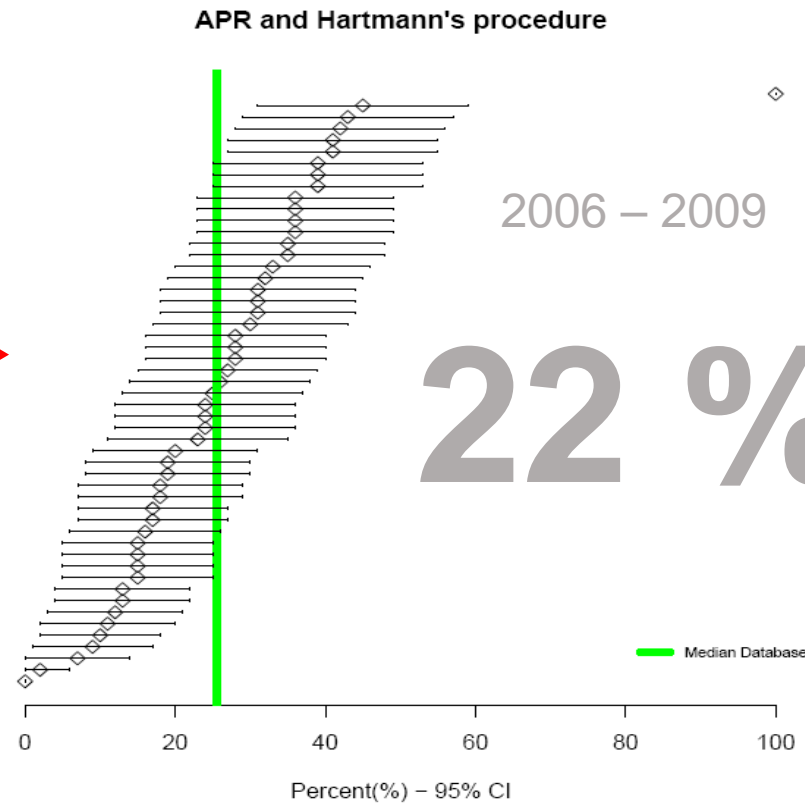 APR and Hartmann's procedure
2006 – 2009
22 %
Median Database
0 20 40 60 80 100
Percent(%) − 95% CI